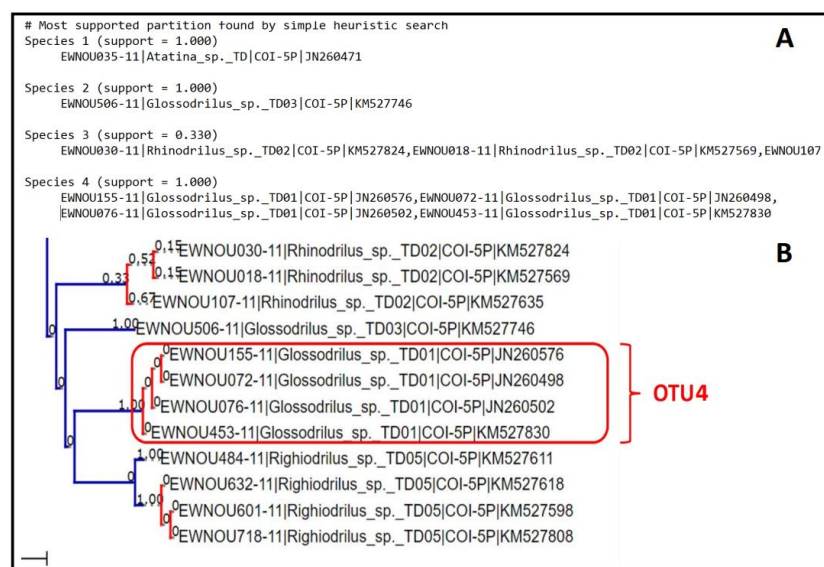 # Most supported partition found by simple heuristic search
A
Species 1 (support = 1.000)
EWNOU035-11|Atatina_sp._TD|COI-5P|JN260471
Species 2 (support = 1.000)
EWNOU506-11|Glossodrilus_sp._TD03|COI-5P|KM527746
Species 3 (support = 0.330)
EWNOU030-11|Rhinodrilus_sp._TD02|COI-5P|KM527824,EWNOU018-11|Rhinodrilus_sp._TD02|COI-5P|KM527569,EWNOU107
Species 4 (support = 1.000)
EWNOU155-11|Glossodrilus_sp._TD01|COI-5P|JN260576,EWNOU072-11|Glossodrilus_sp._TD01|COI-5P|JN260498,
EWNOU076-11|Glossodrilus_sp._TD01|COI-5P|JN260502,EWNOU453-11|Glossodrilus_sp._TD01|COI-5P|KM527830
B
0.15 EWNOU030-11|Rhinodrilus_sp._TD02|COI-5P|KM527824
0.52
0.15 EWNOU018-11|Rhinodrilus_sp._TD02|COI-5P|KM527569
0.33
0.67 EWNOU107-11|Rhinodrilus_sp._TD02|COI-5P|KM527635
0
1.00 EWNOU506-11|Glossodrilus_sp._TD03|COI-5P|KM527746
0 EWNOU155-11|Glossodrilus_sp._TD01|COI-5P|JN260576
0
0 0 EWNOU072-11|Glossodrilus_sp._TD01|COI-5P|JN260498
0
1.00 0 EWNOU076-11|Glossodrilus_sp._TD01|COI-5P|JN260502
OTU4
0 EWNOU453-11|Glossodrilus_sp._TD01|COI-5P|KM527830
0
1.00 EWNOU484-11|Righiodrilus_sp._TD05|COI-5P|KM527611
0
0 EWNOU632-11|Righiodrilus_sp._TD05|COI-5P|KM527618
1.00
0 0 EWNOU601-11|Righiodrilus_sp._TD05|COI-5P|KM527598
0 EWNOU718-11|Righiodrilus_sp._TD05|COI-5P|KM527808